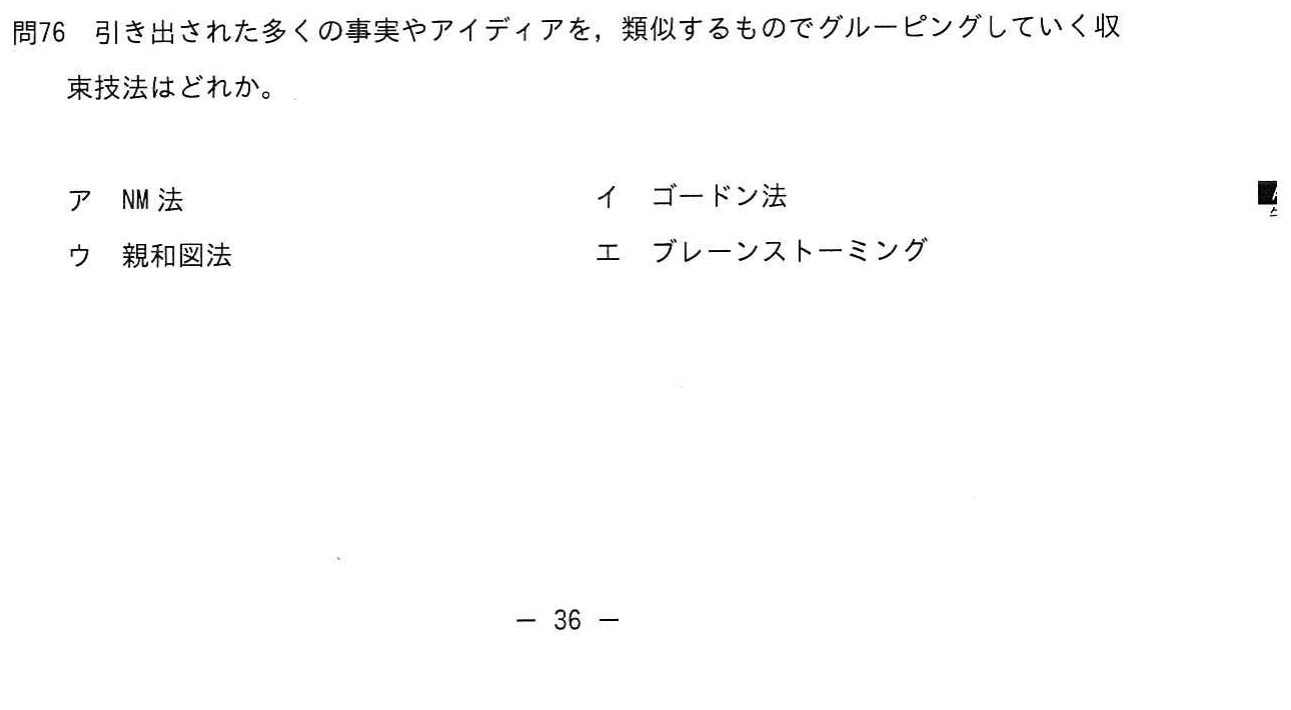 問76 引き出された多くの事実やアイディアを，類似するものでグルーピングしていく収
束技法はどれか。
ア NM法
イ ゴードン法
ウ 親和図法
エ ブレーンストーミング
－ 36 －